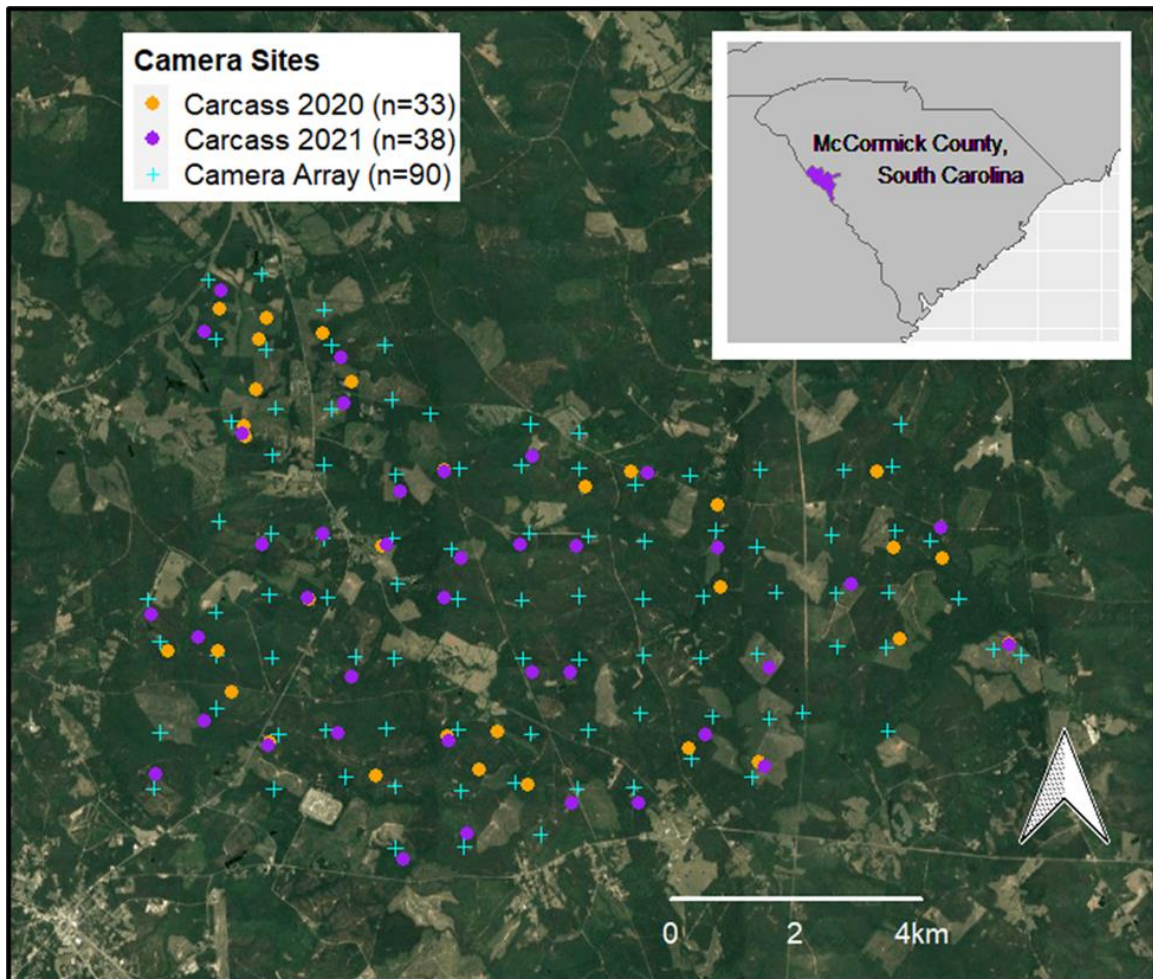 Camera Sites
Carcass 2020 (n=33)
Carcass 2021 (n=38)
Camera Array (n=90)
McCormick County,
South Carolina
0 2 4km